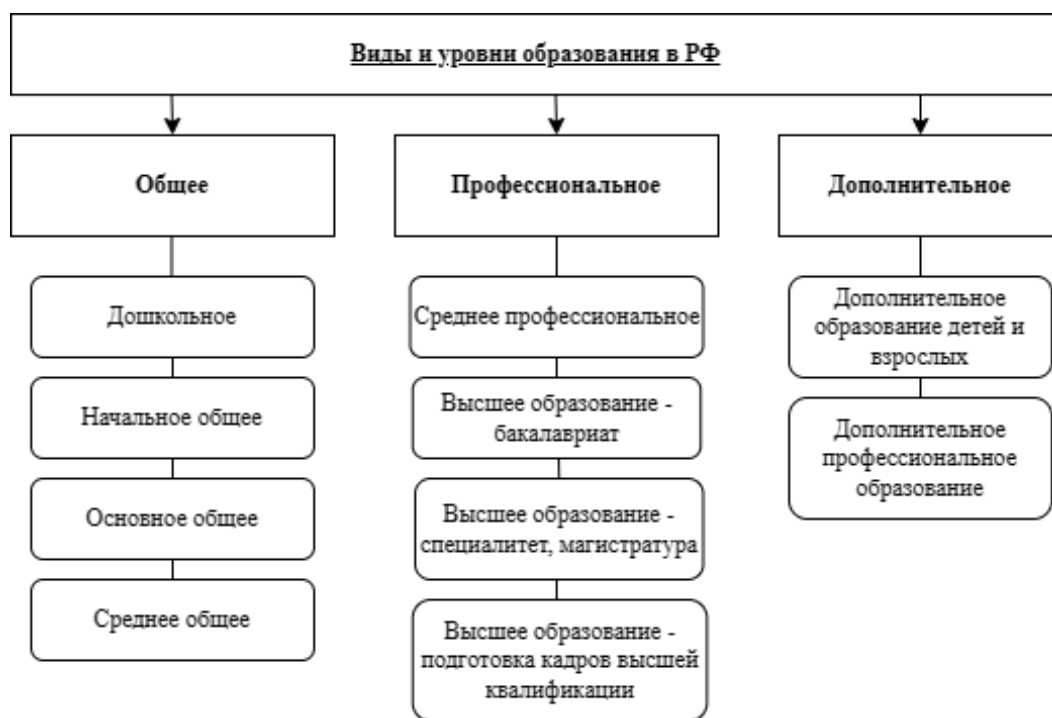 Виды и уровни образования в РФ
Общее
Профессиональное
Дополнительное
Дошкольное
Начальное общее
Основное общее
Среднее общее
Среднее профессиональное
Высшее образование -
бакалавриат
Высшее образование -
специалитет, магистратура
Высшее образование -
подготовка кадров высшей
квалификации
Дополнительное
образование детей и
взрослых
Дополнительное
профессиональное
образование